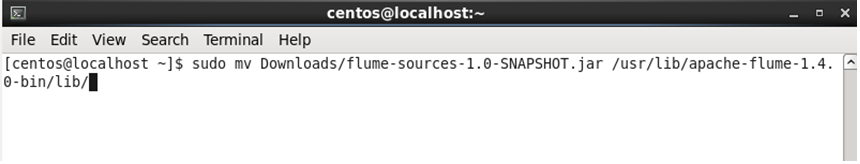 centos@localhost:~
File Edit View Search Terminal Help
[centos@localhost ~]$ sudo mv Downloads/flume-sources-1.0-SNAPSHOT.jar /usr/lib/apache-flume-1.4.
0-bin/lib/